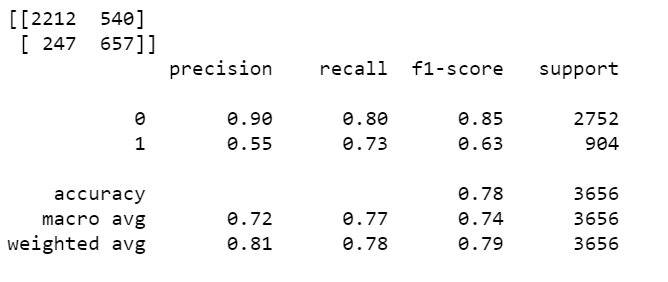 [[2212 540]
[ 247 657]]
precision recall f1-score support
0 0.90 0.80 0.85 2752
1 0.55 0.73 0.63 904
accuracy 0.78 3656
macro avg 0.72 0.77 0.74 3656
weighted avg 0.81 0.78 0.79 3656